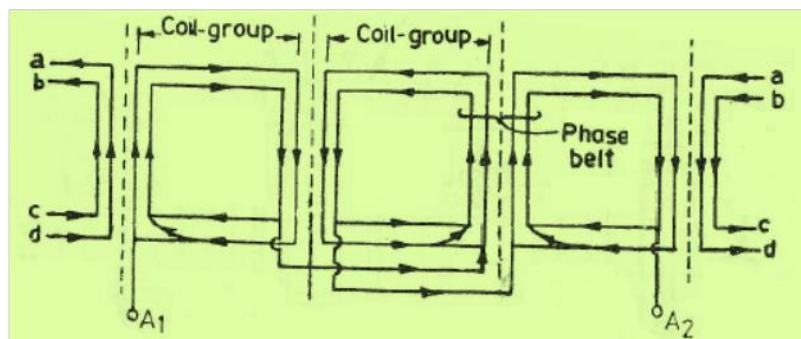 Coil-group Coil-group
a a
b b
Phase
belt
c c
d d
A1 A2